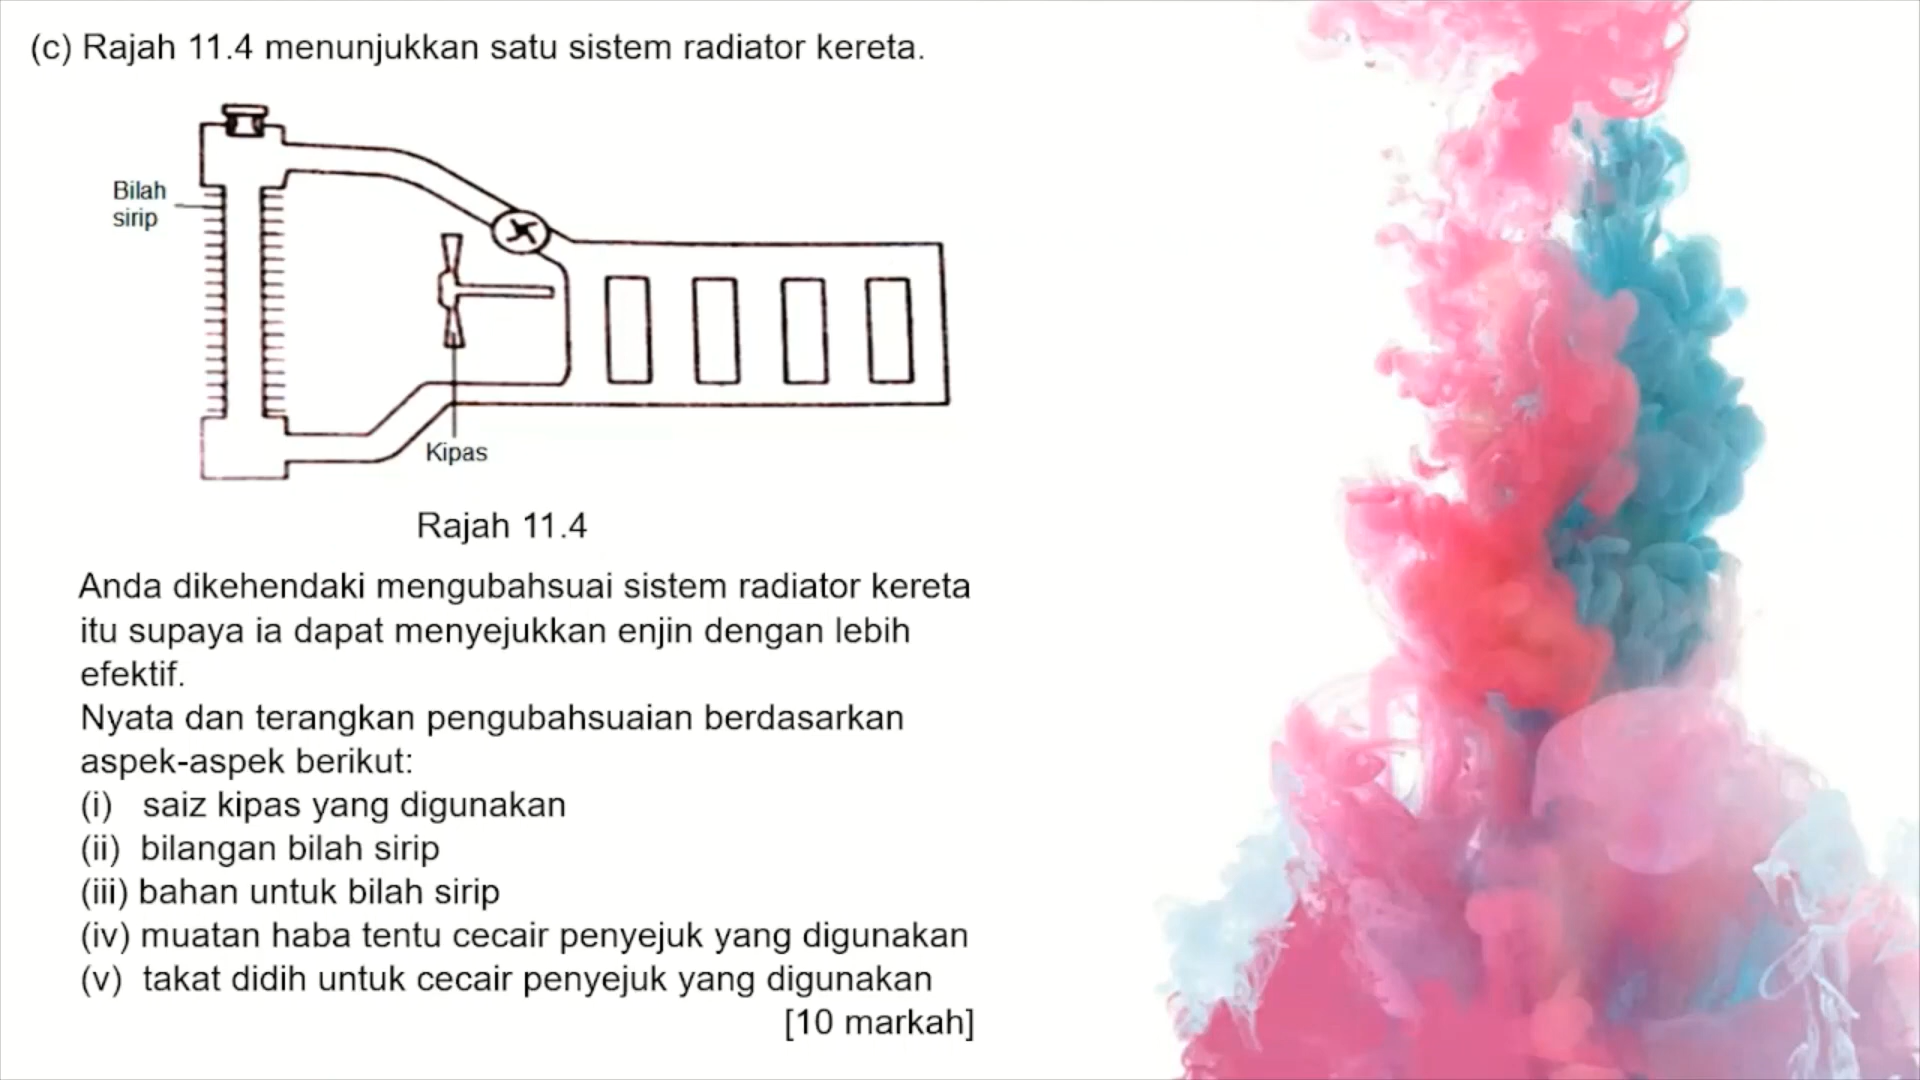 (c) Rajah 11.4 menunjukkan satu sistem radiator kereta.
Bilah
sirip
Kipas
Rajah 11.4
Anda dikehendaki mengubahsuai sistem radiator kereta
itu supaya ia dapat menyejukkan enjin dengan lebih
efektif.
Nyata dan terangkan pengubahsuaian berdasarkan
aspek-aspek berikut:
(i) saiz kipas yang digunakan
(ii) bilangan bilah sirip
(iii) bahan untuk bilah sirip
(iv) muatan haba tentu cecair penyejuk yang digunakan
(v) takat didih untuk cecair penyejuk yang digunakan
[10 markah]